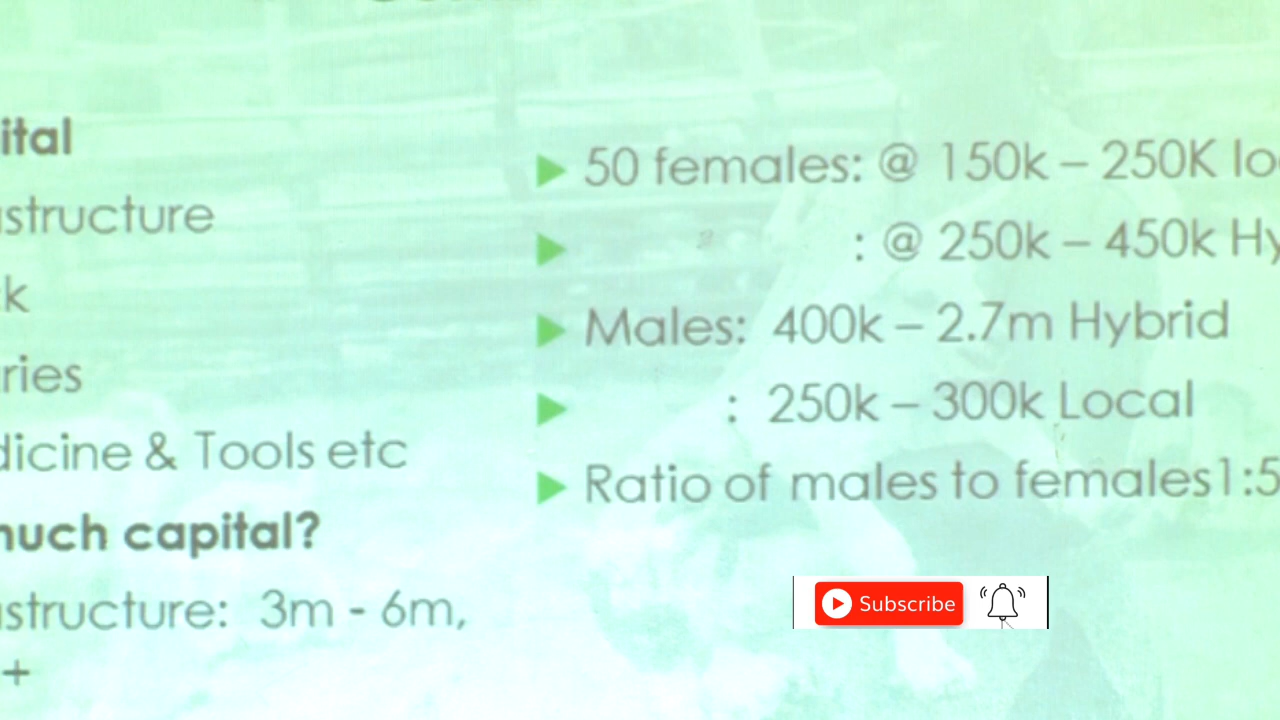 ital
structure
k
ries
dicine & Tools etc
much capital?
structure: 3m - 6m,
+
50 females: @ 150k – 250K lo
: @ 250k – 450k Hy
Males: 400k – 2.7m Hybrid
: 250k – 300k Local
Ratio of males to females1:5
Subscribe